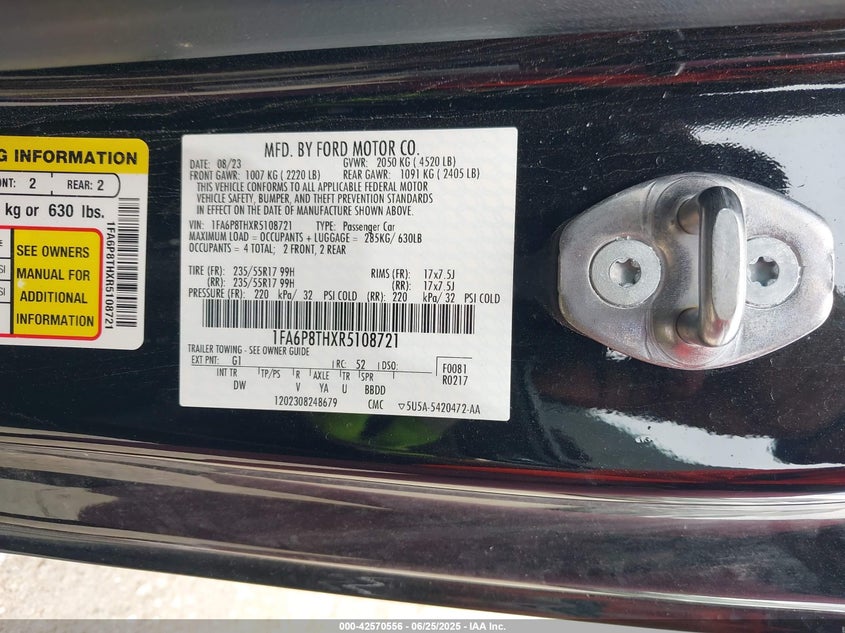 G INFORMATION
NT: 2 REAR: 2
kg or 630 lbs.
SEE OWNERS
MANUAL FOR
ADDITIONAL
INFORMATION
1FA6P8THXR5108721
MFD. BY FORD MOTOR CO.
DATE: 08/23 GVWR: 2050 KG ( 4520 LB)
FRONT GAWR: 1007 KG ( 2220 LB) REAR GAWR: 1091 KG ( 2405 LB)
THIS VEHICLE CONFORMS TO ALL APPLICABLE FEDERAL MOTOR
VEHICLE SAFETY, BUMPER, AND THEFT PREVENTION STANDARDS
IN EFFECT ON THE DATE OF MANUFACTURE SHOWN ABOVE.
VIN: 1FA6P8THXR5108721 TYPE: Passenger Car
MAXIMUM LOAD = OCCUPANTS + LUGGAGE = 285KG/ 630LB
OCCUPANTS = 4 TOTAL; 2 FRONT, 2 REAR
TIRE (FR): 235/55R17 99H RIMS (FR): 17x7.5J
(RR): 235/55R17 99H (RR): 17x7.5J
PRESSURE (FR): 220 kPa/ 32 PSI COLD (RR): 220 kPa/ 32 PSI COLD
1FA6P8THXR5108721
TRAILER TOWING - SEE OWNER GUIDE
EXT PNT: G1 RC: 52 DSO: F0081
INT TR TP/PS R AXLE TR SPR R0217
DW V YA U BBDD
1202308248679 CMC ▽5U5A-5420472-AA
000-42570556 - 06/25/2025 - IAA Inc.